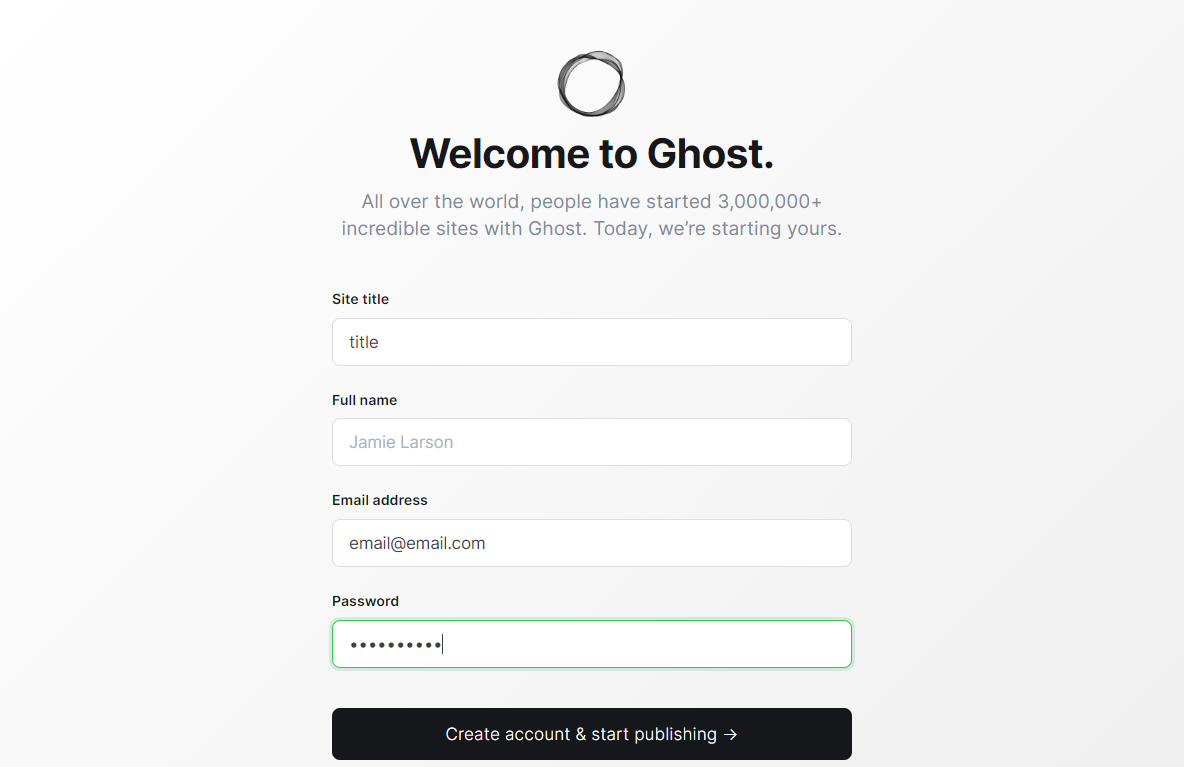 Welcome to Ghost.
All over the world, people have started 3,000,000+
incredible sites with Ghost. Today, we’re starting yours.
Site title
title
Full name
Jamie Larson
Email address
email@email.com
Password
••••••••••
Create account & start publishing →